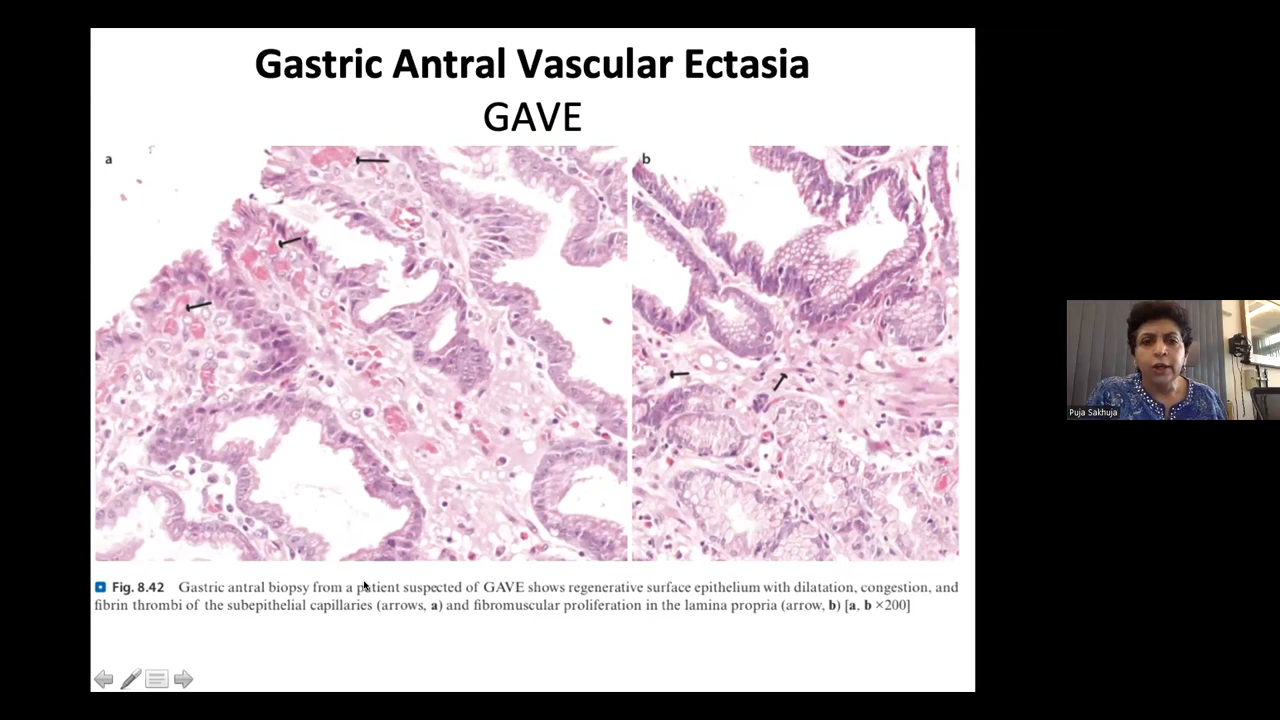 Gastric Antral Vascular Ectasia
GAVE
a
b
Fig. 8.42 Gastric antral biopsy from a patient suspected of GAVE shows regenerative surface epithelium with dilatation, congestion, and
fibrin thrombi of the subepithelial capillaries (arrows, a) and fibromuscular proliferation in the lamina propria (arrow, b) [a, b ×200]
Puja Sakhuja